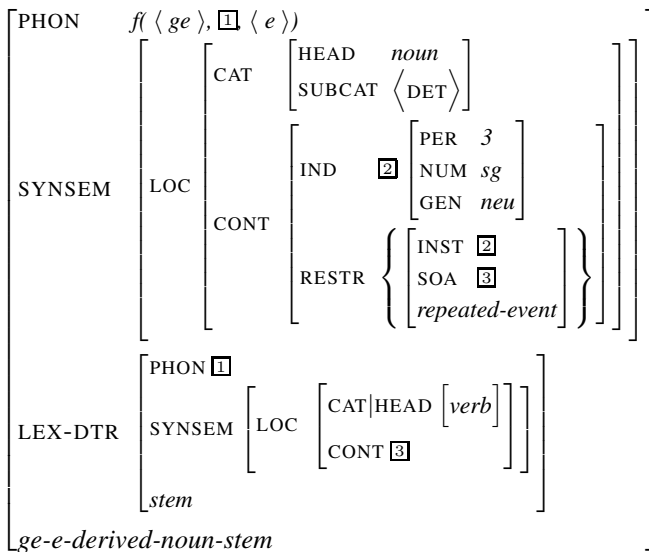 PHON f( ⟨ ge ⟩, 1, ⟨ e ⟩)
HEAD noun
CAT
SUBCAT ⟨DET⟩
PER 3
IND 2 NUM sg
GEN neu
SYNSEM LOC
CONT
INST 2
RESTR { SOA 3 }
repeated-event
PHON 1
CAT|HEAD [verb]
LEX-DTR SYNSEM LOC
CONT 3
stem
ge-e-derived-noun-stem